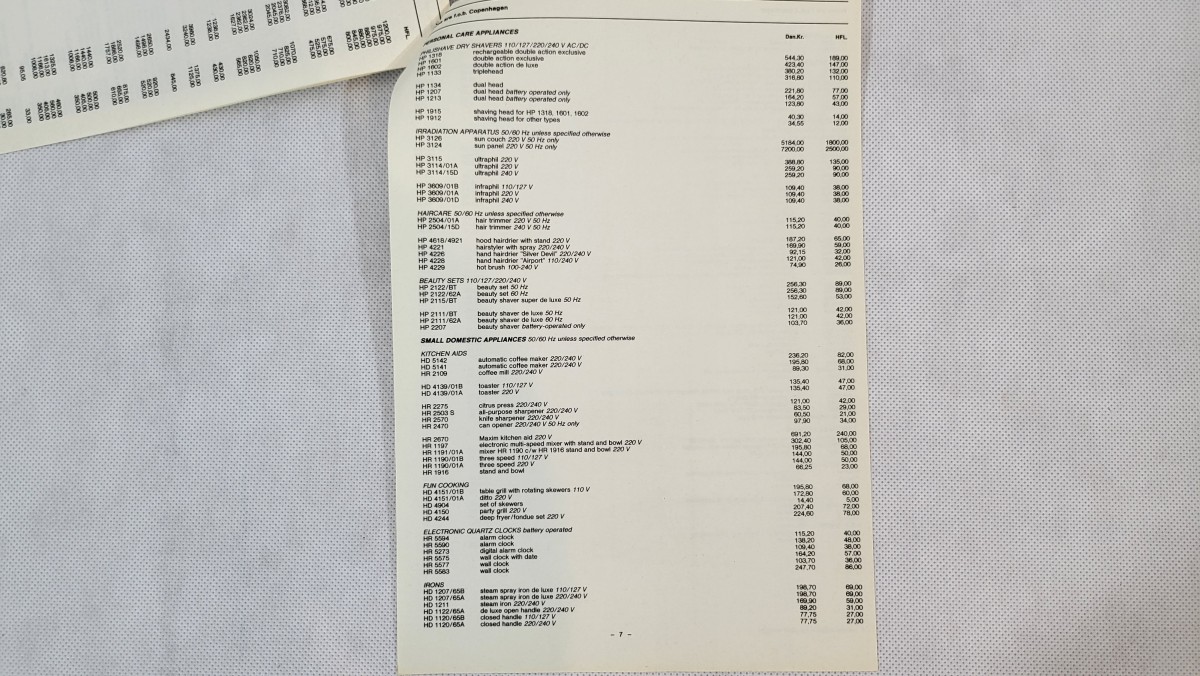 f.o.b. Copenhagen
PERSONAL CARE APPLIANCES Dan.Kr. HFL.
PHILISHAVE DRY SHAVERS 110/127/220/240 V AC/DC
HP 1318 rechargeable double action exclusive 544,30 189,00
HP 1601 double action exclusive 423,40 147,00
HP 1602 double action de luxe 380,20 132,00
HP 1133 triplehead 316,80 110,00
HP 1134 dual head 221,80 77,00
HP 1207 dual head battery operated only 164,20 57,00
HP 1213 dual head battery operated only 123,80 43,00
HP 1915 shaving head for HP 1318, 1601, 1602 40,30 14,00
HP 1912 shaving head for other types 34,55 12,00
IRRADIATION APPARATUS 50/60 Hz unless specified otherwise
HP 3126 sun couch 220 V 50 Hz only 5184,00 1800,00
HP 3124 sun panel 220 V 50 Hz only 7200,00 2500,00
HP 3115 ultraphil 220 V 388,80 135,00
HP 3114/01A ultraphil 220 V 259,20 90,00
HP 3114/15D ultraphil 240 V 259,20 90,00
HP 3609/01B infraphil 110/127 V 109,40 38,00
HP 3609/01A infraphil 220 V 109,40 38,00
HP 3609/01D infraphil 240 V 109,40 38,00
HAIRCARE 50/60 Hz unless specified otherwise
HP 2504/01A hair trimmer 220 V 50 Hz 115,20 40,00
HP 2504/15D hair trimmer 240 V 50 Hz 115,20 40,00
HP 4618/4921 hood hairdrier with stand 220 V 187,20 65,00
HP 4221 hairstyler with spray 220/240 V 169,90 59,00
HP 4226 hand hairdrier "Silver Devil" 220/240 V 92,15 32,00
HP 4228 hand hairdrier "Airport" 110/240 V 121,00 42,00
HP 4229 hot brush 100-240 V 74,90 26,00
BEAUTY SETS 110/127/220/240 V
HP 2122/BT beauty set 50 Hz 256,30 89,00
HP 2122/62A beauty set 60 Hz 256,30 89,00
HP 2115/BT beauty shaver super de luxe 50 Hz 152,60 53,00
HP 2111/BT beauty shaver de luxe 50 Hz 121,00 42,00
HP 2111/62A beauty shaver de luxe 60 Hz 121,00 42,00
HP 2207 beauty shaver battery-operated only 103,70 36,00
SMALL DOMESTIC APPLIANCES 50/60 Hz unless specified otherwise
KITCHEN AIDS
HD 5142 automatic coffee maker 220/240 V 236,20 82,00
HD 5141 automatic coffee maker 220/240 V 195,80 68,00
HR 2109 coffee mill 220/240 V 89,30 31,00
HD 4139/01B toaster 110/127 V 135,40 47,00
HD 4139/01A toaster 220 V 135,40 47,00
HR 2275 citrus press 220/240 V 121,00 42,00
HR 2503 S all-purpose sharpener 220/240 V 83,50 29,00
HR 2570 knife sharpener 220/240 V 60,50 21,00
HR 2470 can opener 220/240 V 50 Hz only 97,90 34,00
HR 2670 Maxim kitchen aid 220 V 691,20 240,00
HR 1197 electronic multi-speed mixer with stand and bowl 220 V 302,40 105,00
HR 1191/01A mixer HR 1190 c/w HR 1916 stand and bowl 220 V 195,80 68,00
HR 1190/01B three speed 110/127 V 144,00 50,00
HR 1190/01A three speed 220 V 144,00 50,00
HR 1916 stand and bowl 66,25 23,00
FUN COOKING
HD 4151/01B table grill with rotating skewers 110 V 195,80 68,00
HD 4151/01A ditto 220 V 172,80 60,00
HD 4904 set of skewers 14,40 5,00
HD 4150 party grill 220 V 207,40 72,00
HD 4244 deep fryer/fondue set 220 V 224,60 78,00
ELECTRONIC QUARTZ CLOCKS battery operated
HR 5594 alarm clock 115,20 40,00
HR 5590 alarm clock 138,20 48,00
HR 5273 digital alarm clock 109,40 38,00
HR 5575 wall clock with date 164,20 57,00
HR 5577 wall clock 103,70 36,00
HR 5583 wall clock 247,70 86,00
IRONS
HD 1207/65B steam spray iron de luxe 110/127 V 198,70 69,00
HD 1207/65A steam spray iron de luxe 220/240 V 198,70 69,00
HD 1211 steam iron 220/240 V 169,90 59,00
HD 1122/65A de luxe open handle 220/240 V 89,20 31,00
HD 1120/65B closed handle 110/127 V 77,75 27,00
HD 1120/65A closed handle 220/240 V 77,75 27,00
- 7 -